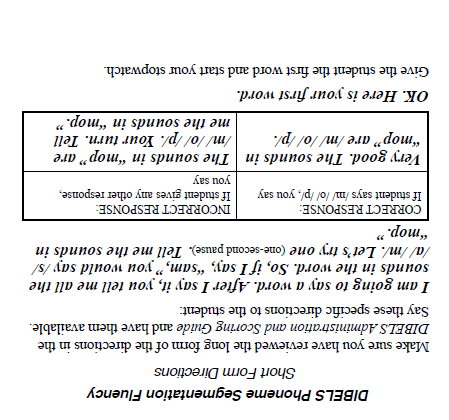 DIBELS Phoneme Segmentation Fluency
Short Form Directions
Make sure you have reviewed the long form of the directions in the
DIBELS Administration and Scoring Guide and have them available.
Say these specific directions to the student:
I am going to say a word. After I say it, you tell me all the
sounds in the word. So, if I say, “sam,” you would say /s/
/a/ /m/. Let’s try one (one-second pause). Tell me the sounds in
“mop.”
CORRECT RESPONSE:
If student says /m/ /o/ /p/, you say
INCORRECT RESPONSE:
If student gives any other response,
you say
Very good. The sounds in
“mop” are /m/ /o/ /p/.
The sounds in “mop” are
/m/ /o/ /p/. Your turn. Tell
me the sounds in “mop.”
OK. Here is your first word.
Give the student the first word and start your stopwatch.